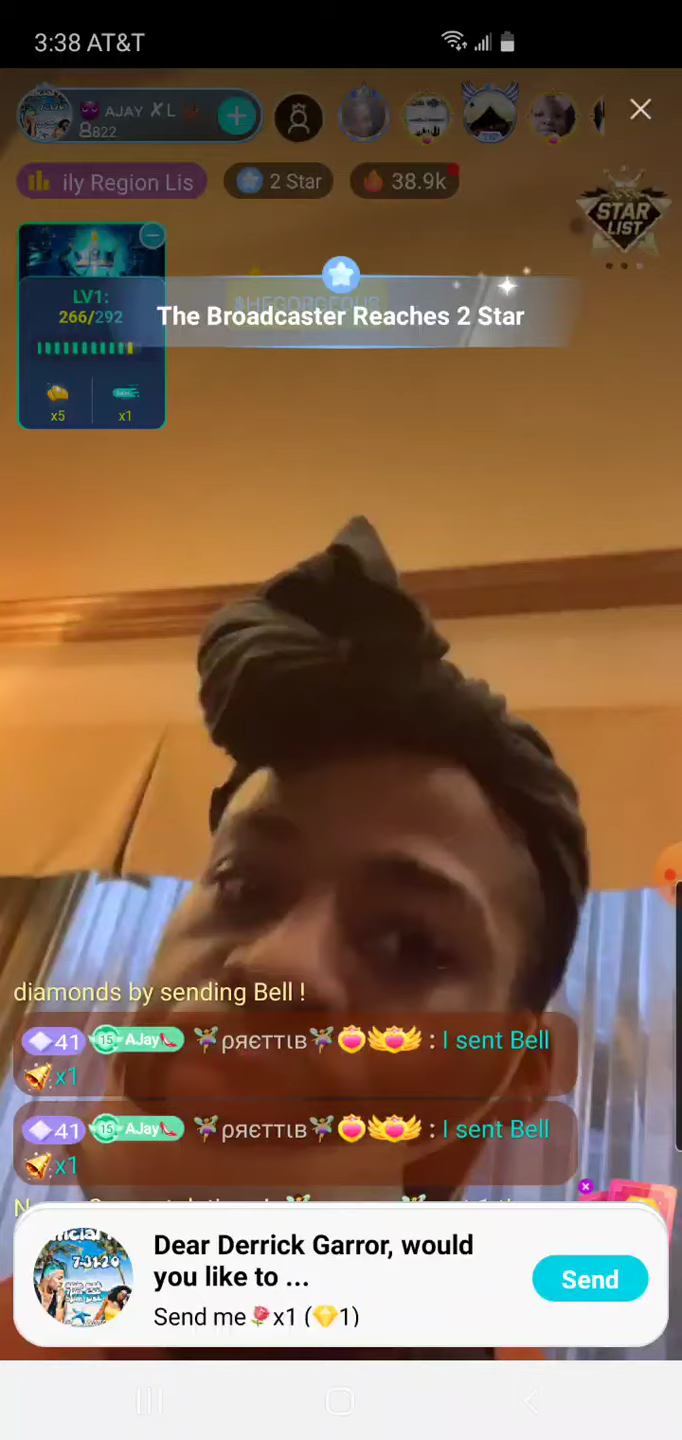 3:38 AT&T
AJAY ✗ L
822
ily Region Lis
2 Star
38.9k
STAR
LIST
LV1:
266/292
x5
x1
The Broadcaster Reaches 2 Star
diamonds by sending Bell !
41 15 AJay👠 🧚ρяєттιв🧚 : I sent Bell
x1
41 15 AJay👠 🧚ρяєттιв🧚 : I sent Bell
x1
Dear Derrick Garror, would
you like to ...
Send me🌹x1 (💎1)
Send